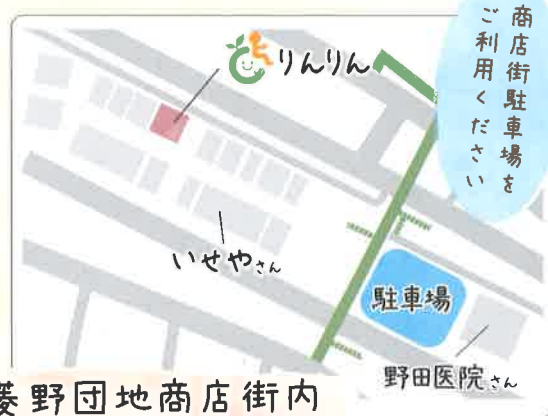 商店街駐車場を
ご利用ください
りんりん
いせやさん
駐車場
野田医院さん
菱野団地商店街内